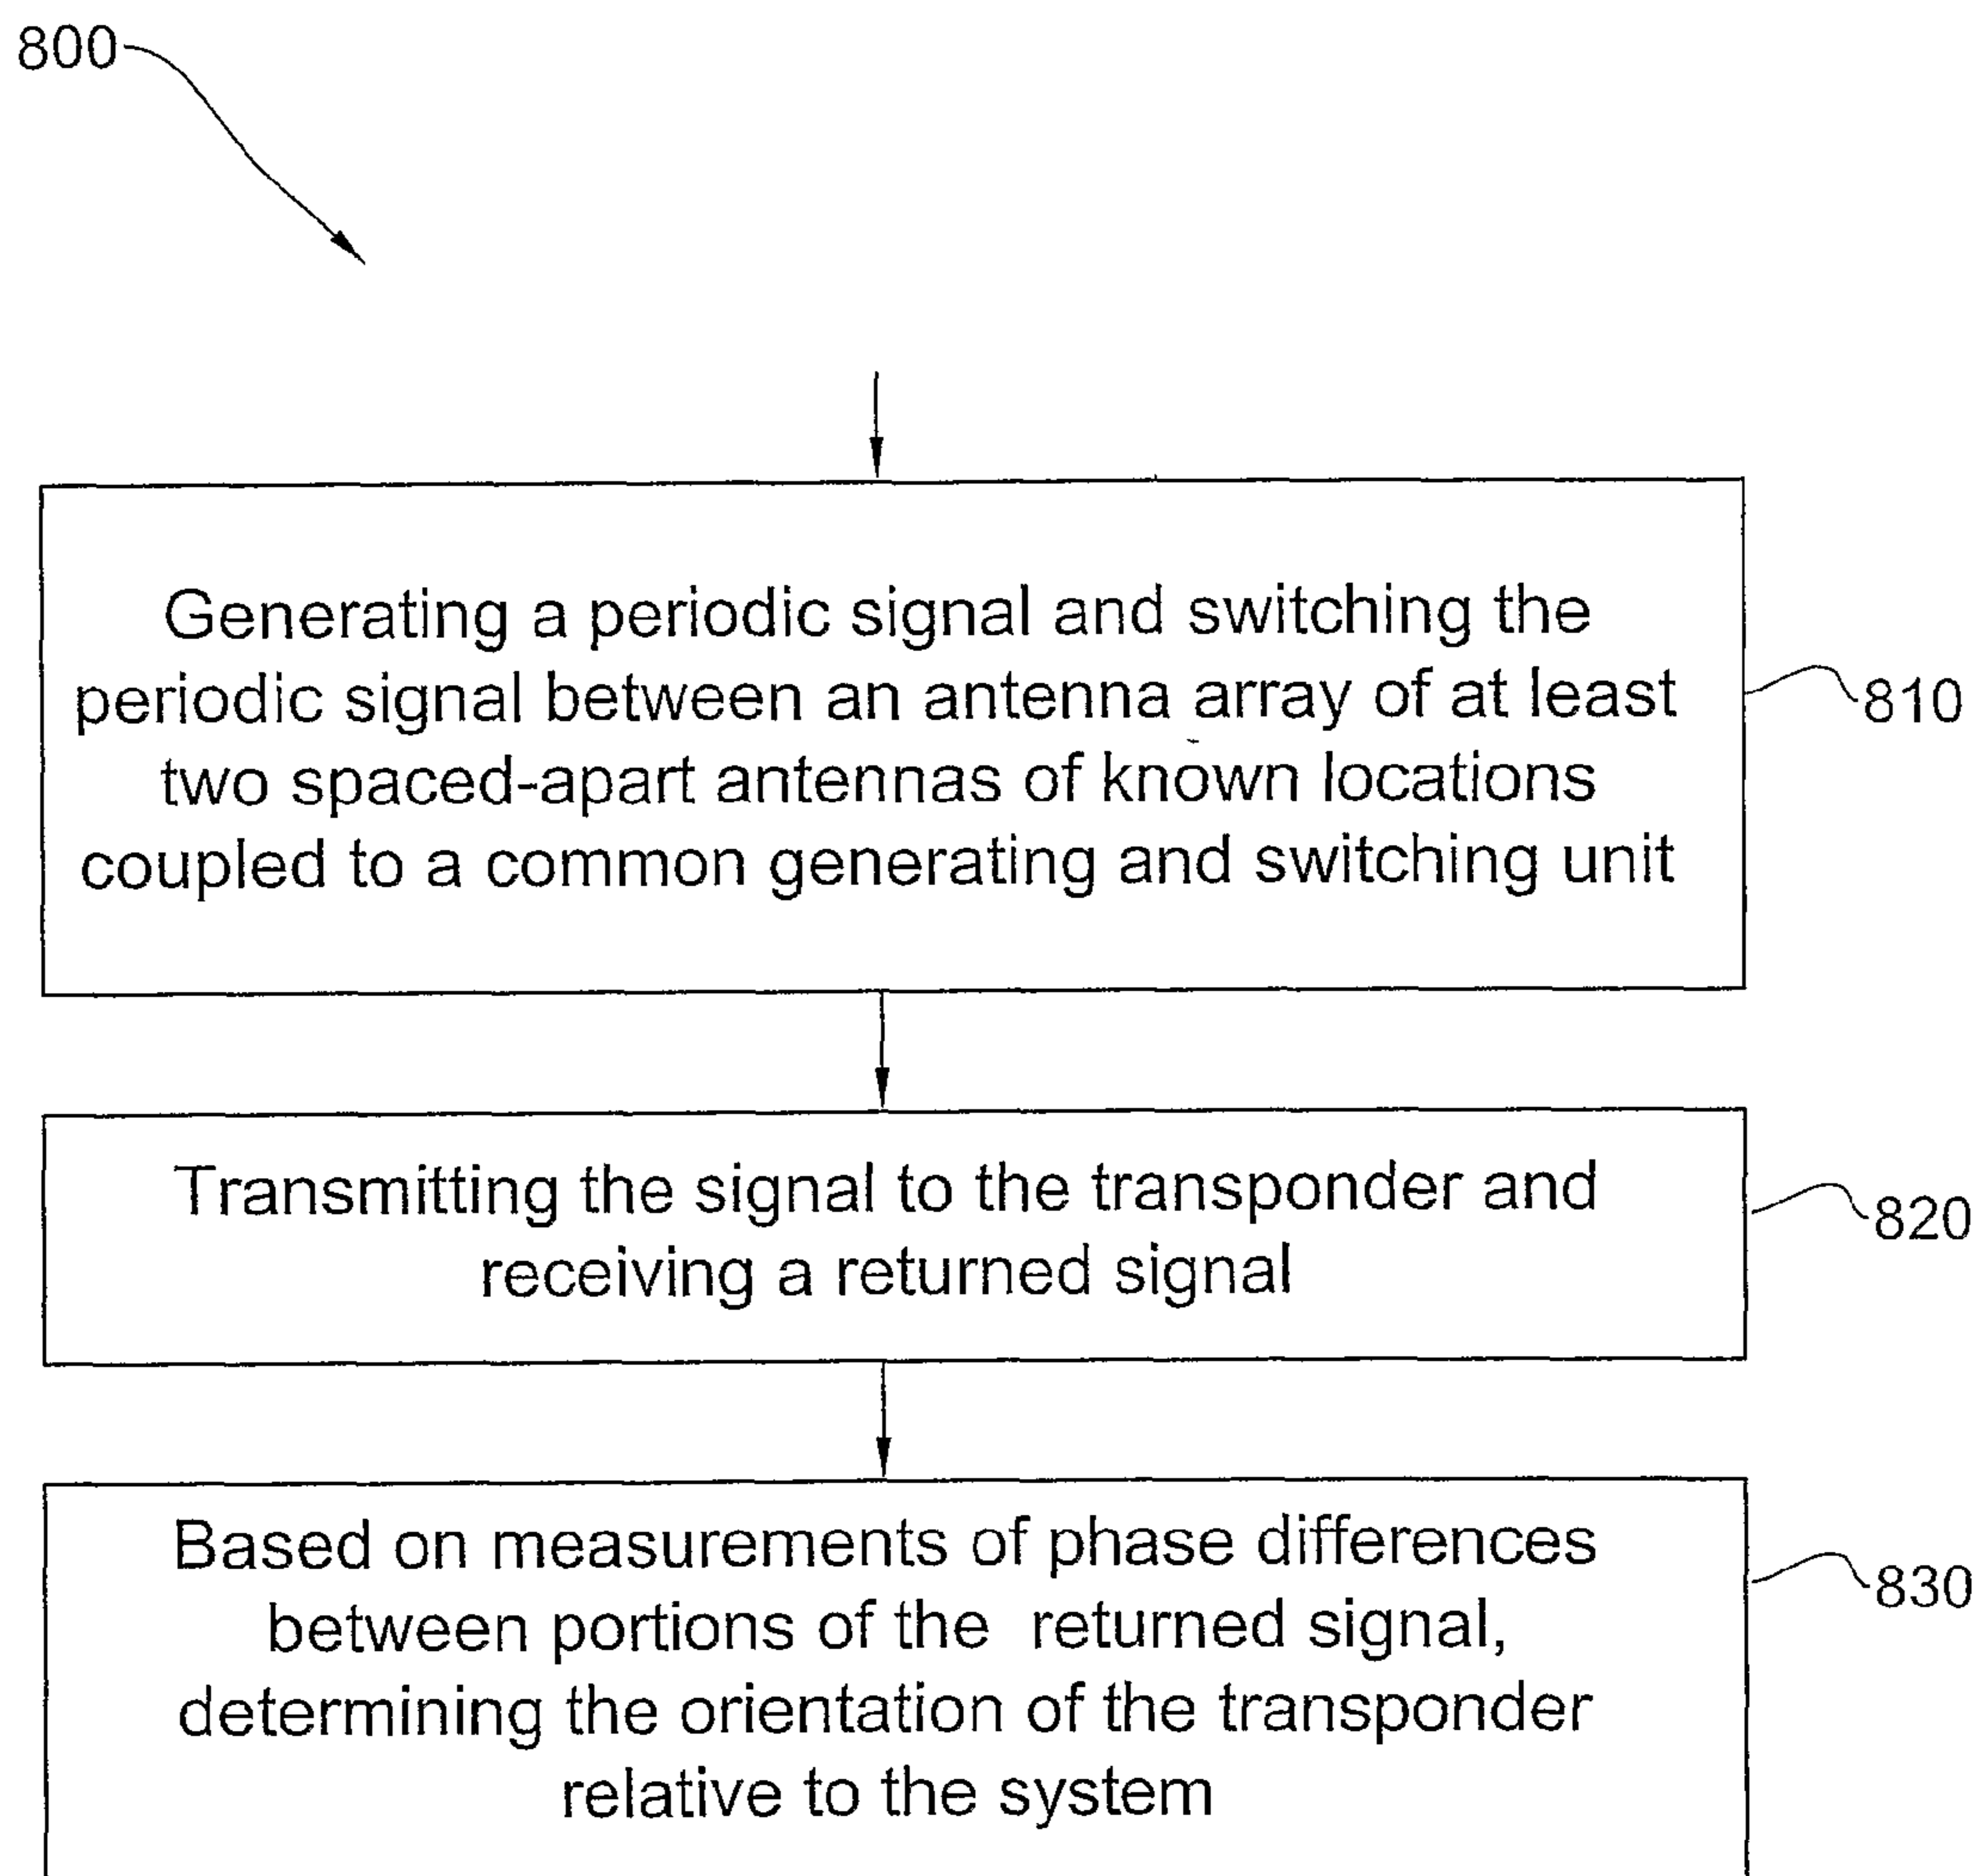 800
Generating a periodic signal and switching the
periodic signal between an antenna array of at least
two spaced-apart antennas of known locations
coupled to a common generating and switching unit
810
Transmitting the signal to the transponder and
receiving a returned signal
820
Based on measurements of phase differences
between portions of the returned signal,
determining the orientation of the transponder
relative to the system
830